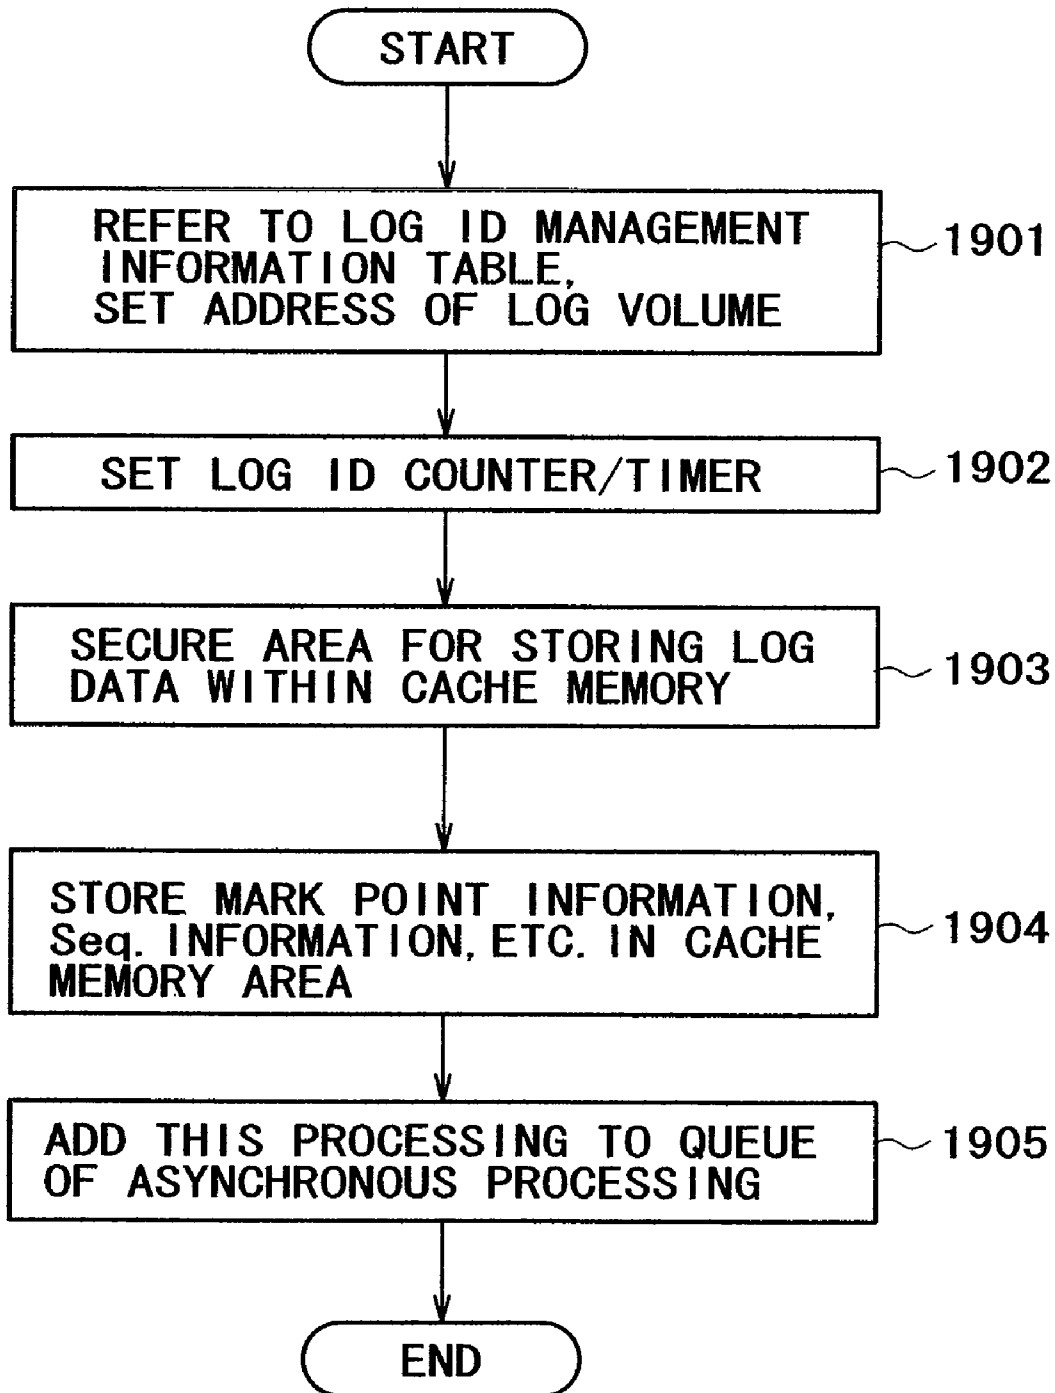 START
REFER TO LOG ID MANAGEMENT
INFORMATION TABLE,
SET ADDRESS OF LOG VOLUME
1901
SET LOG ID COUNTER/TIMER
1902
SECURE AREA FOR STORING LOG
DATA WITHIN CACHE MEMORY
1903
STORE MARK POINT INFORMATION,
Seq. INFORMATION, ETC. IN CACHE
MEMORY AREA
1904
ADD THIS PROCESSING TO QUEUE
OF ASYNCHRONOUS PROCESSING
1905
END